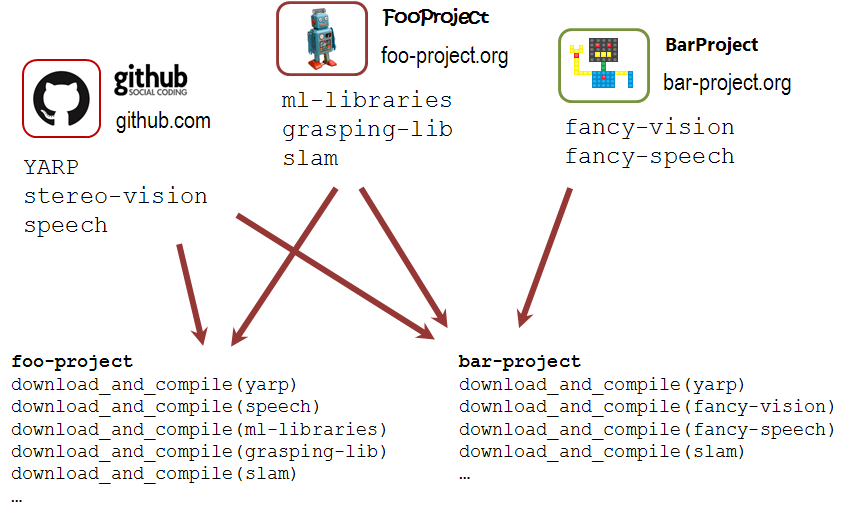 github
SOCIAL CODING
github.com
YARP
stereo-vision
speech
FooProject
foo-project.org
ml-libraries
grasping-lib
slam
BarProject
bar-project.org
fancy-vision
fancy-speech
foo-project
download_and_compile(yarp)
download_and_compile(speech)
download_and_compile(ml-libraries)
download_and_compile(grasping-lib)
download_and_compile(slam)
…
bar-project
download_and_compile(yarp)
download_and_compile(fancy-vision)
download_and_compile(fancy-speech)
download_and_compile(slam)
…